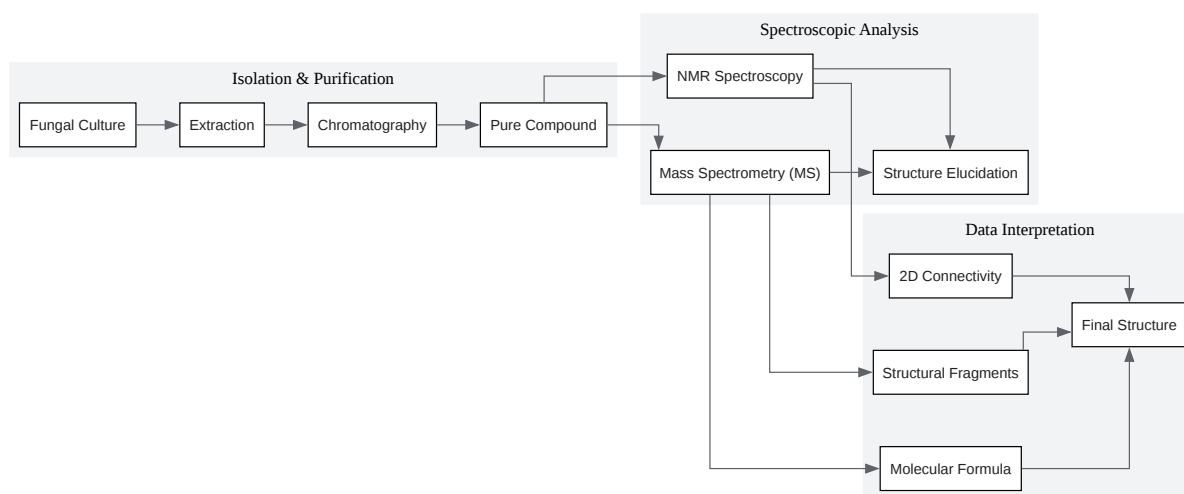 Spectroscopic Analysis
Isolation & Purification
NMR Spectroscopy
Fungal Culture
Extraction
Chromatography
Pure Compound
Mass Spectrometry (MS)
Structure Elucidation
Data Interpretation
2D Connectivity
Final Structure
Structural Fragments
Molecular Formula